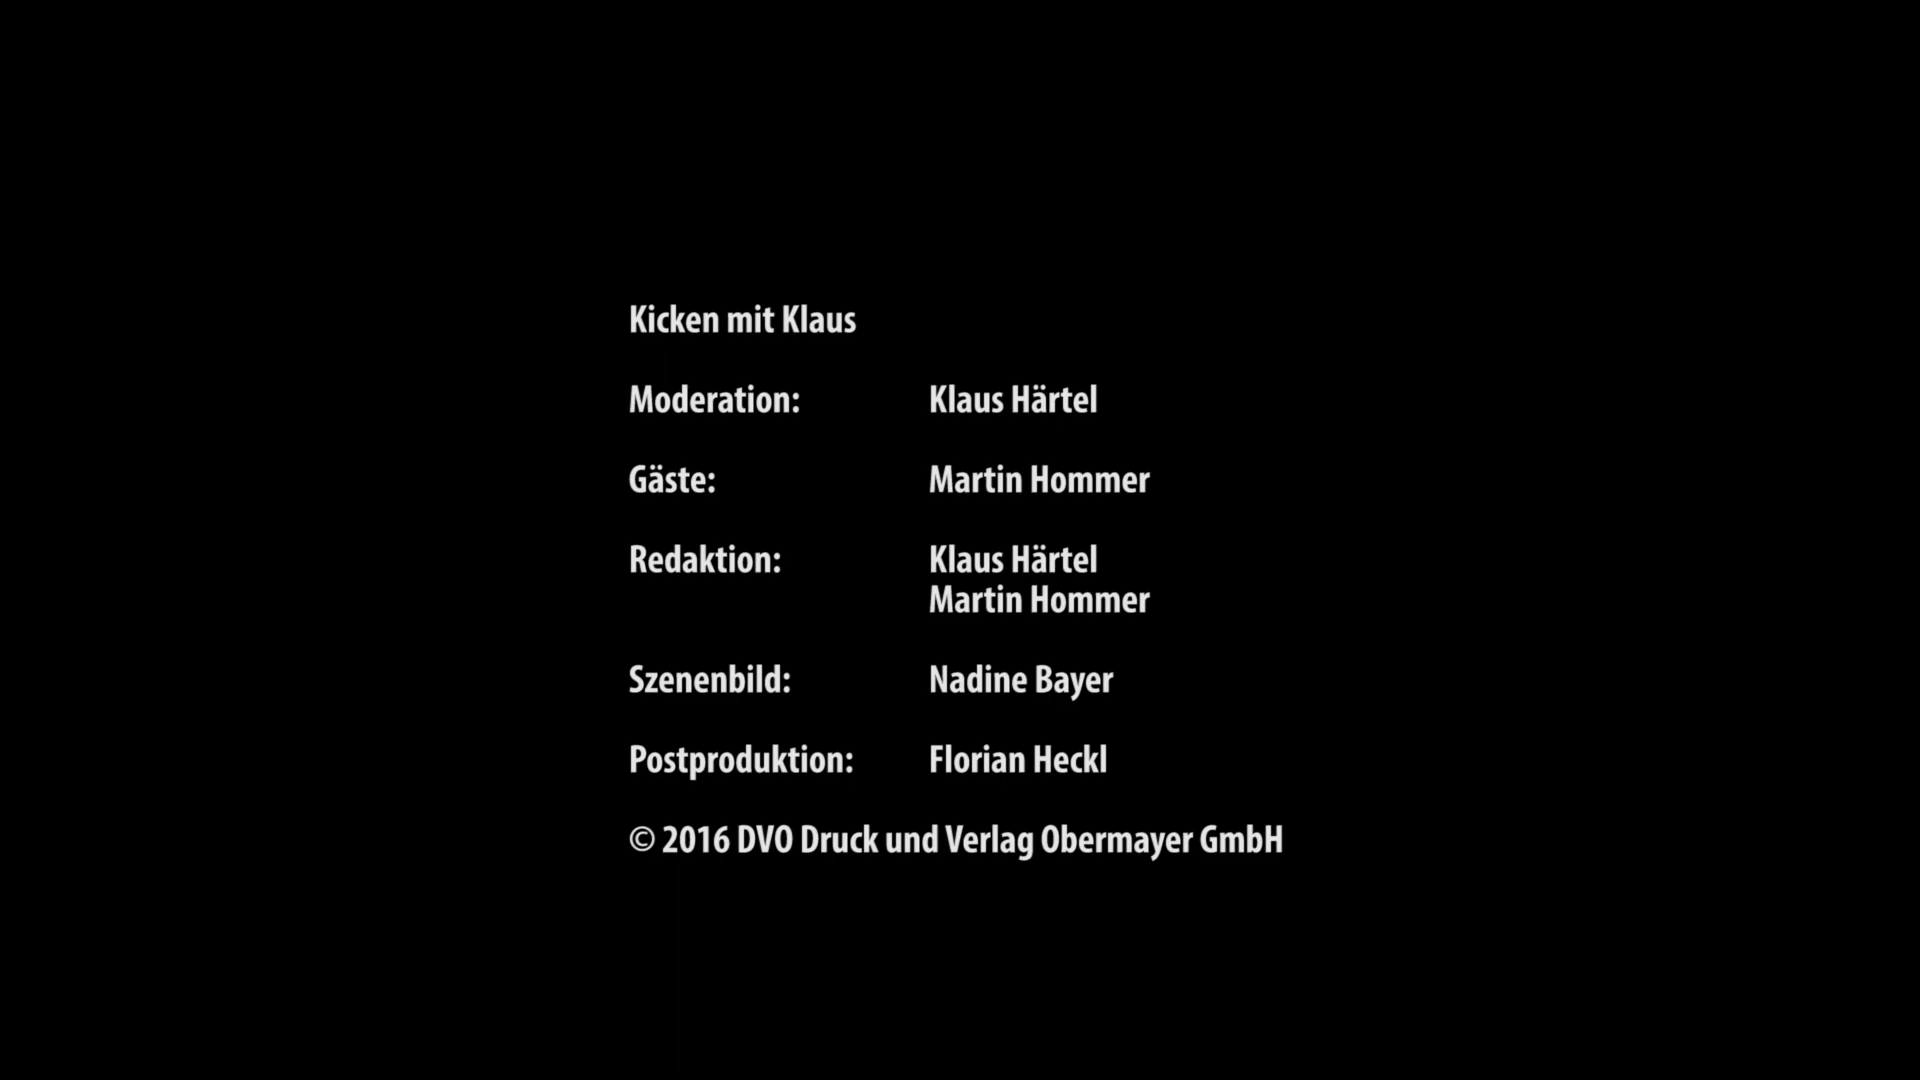 Kicken mit Klaus
Moderation: Klaus Härtel
Gäste: Martin Hommer
Redaktion: Klaus Härtel
Martin Hommer
Szenenbild: Nadine Bayer
Postproduktion: Florian Heckl
© 2016 DVO Druck und Verlag Obermayer GmbH